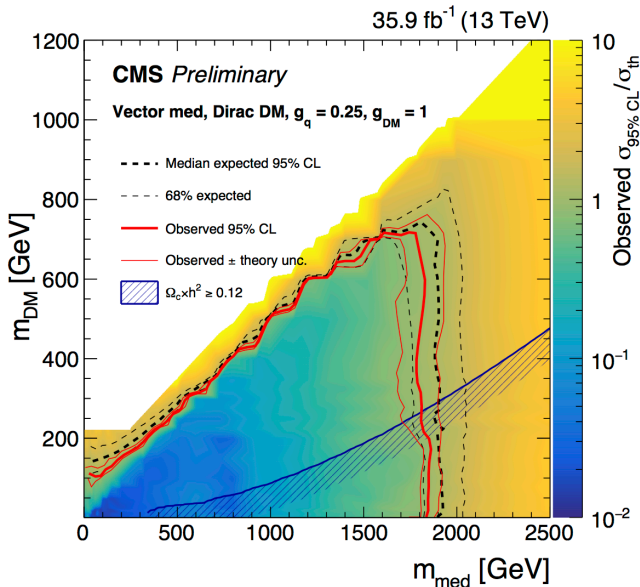 35.9 fb⁻¹ (13 TeV)
CMS Preliminary
Vector med, Dirac DM, g_q = 0.25, g_DM = 1
Median expected 95% CL
68% expected
Observed 95% CL
Observed ± theory unc.
Ω_c×h² ≥ 0.12
m_DM [GeV]
1200
1000
800
600
400
200
0
500
1000
1500
2000
2500
m_med [GeV]
10
1
10⁻¹
10⁻²
Observed σ_95% CL/σ_th